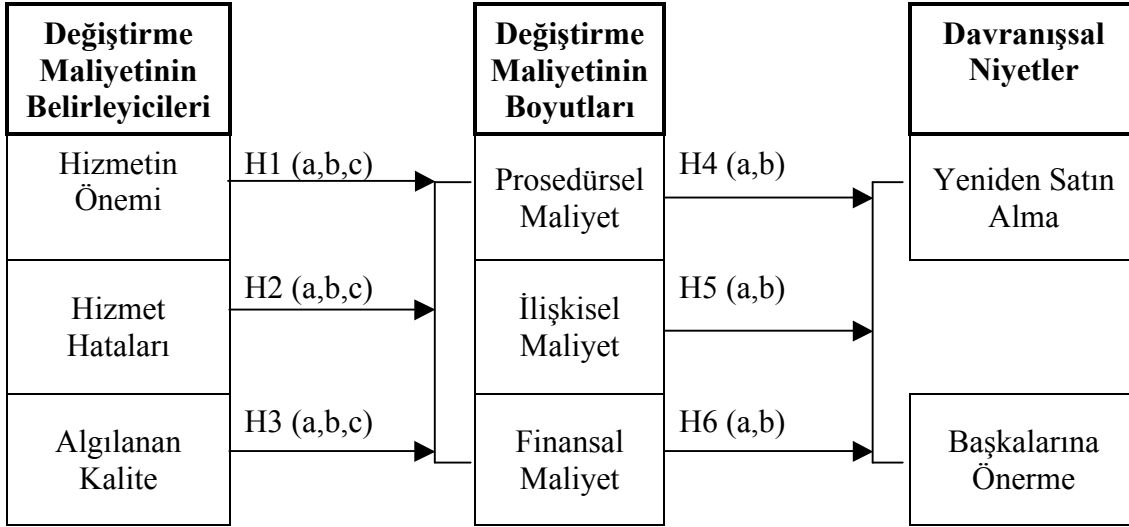 Değiştirme
Maliyetinin
Belirleyicileri
Değiştirme
Maliyetinin
Boyutları
Davranışsal
Niyetler
Hizmetin
Önemi
H1 (a,b,c)
Prosedürsel
Maliyet
H4 (a,b)
Yeniden Satın
Alma
Hizmet
Hataları
H2 (a,b,c)
İlişkisel
Maliyet
H5 (a,b)
Algılanan
Kalite
H3 (a,b,c)
Finansal
Maliyet
H6 (a,b)
Başkalarına
Önerme